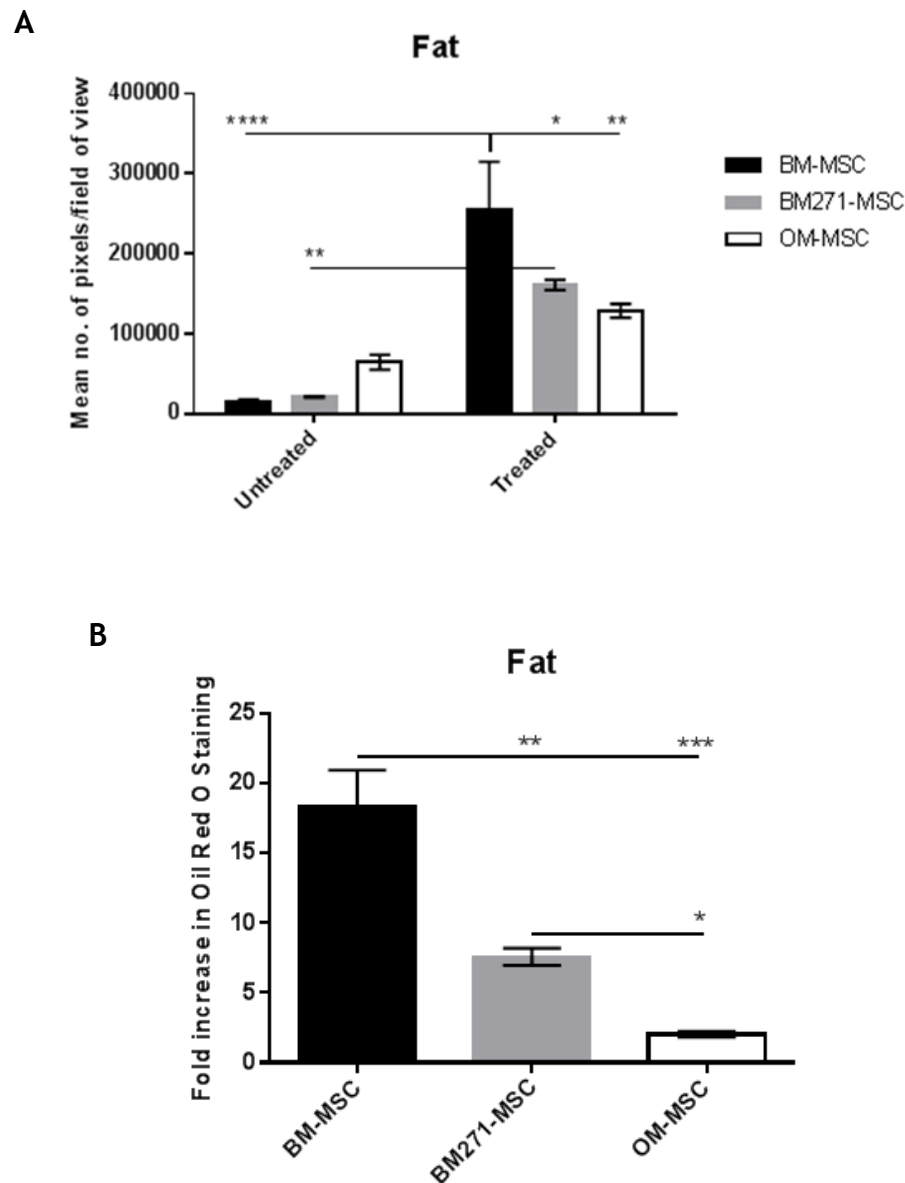 A
Fat
Mean no. of pixels/field of view
400000
300000
200000
100000
0
****
*
**
**
Untreated
Treated
BM-MSC
BM271-MSC
OM-MSC
B
Fat
Fold increase in Oil Red O Staining
25
20
15
10
5
0
**
***
*
BM-MSC
BM271-MSC
OM-MSC